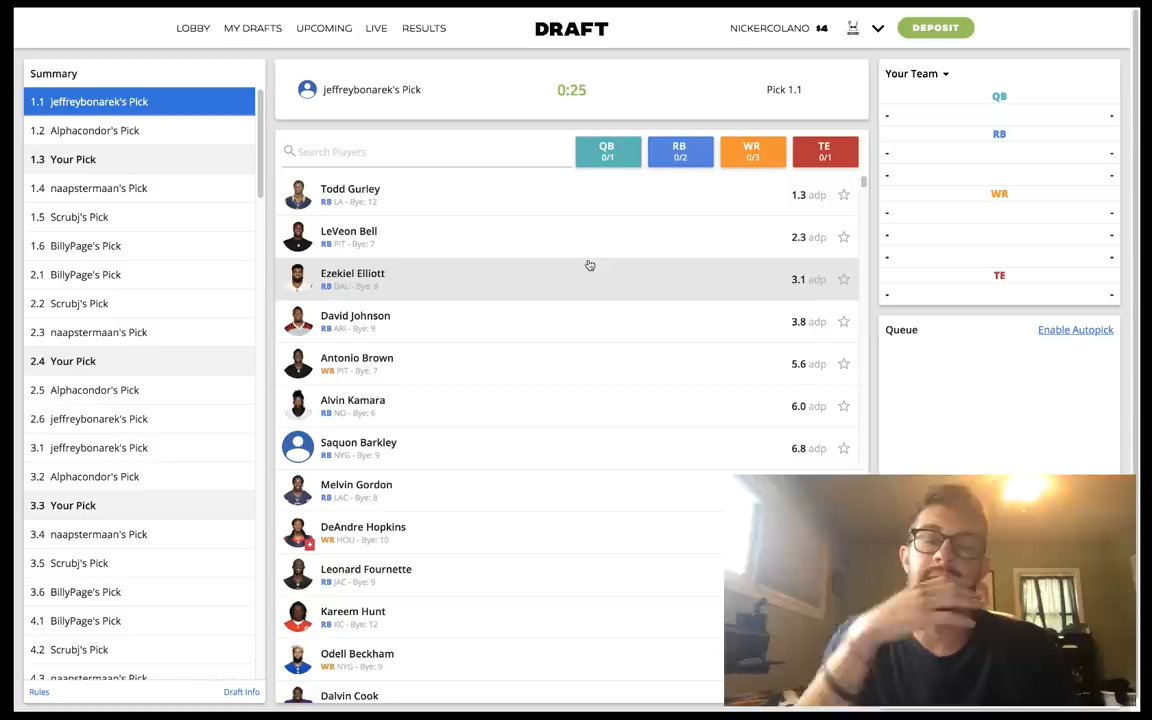 LOBBY MY DRAFTS UPCOMING LIVE RESULTS DRAFT NICKERCOLANO $4 DEPOSIT
Summary
1.1 jeffreybonarek's Pick
1.2 Alphacondor's Pick
1.3 Your Pick
1.4 naapstermaan's Pick
1.5 Scrubj's Pick
1.6 BillyPage's Pick
2.1 BillyPage's Pick
2.2 Scrubj's Pick
2.3 naapstermaan's Pick
2.4 Your Pick
2.5 Alphacondor's Pick
2.6 jeffreybonarek's Pick
3.1 jeffreybonarek's Pick
3.2 Alphacondor's Pick
3.3 Your Pick
3.4 naapstermaan's Pick
3.5 Scrubj's Pick
3.6 BillyPage's Pick
4.1 BillyPage's Pick
4.2 Scrubj's Pick
4.3 naapstermaan's Pick
Rules Draft Info
jeffreybonarek's Pick 0:25 Pick 1.1
Search Players
QB RB WR TE
0/1 0/2 0/3 0/1
Todd Gurley
RB LA - Bye: 12
1.3 adp
LeVeon Bell
RB PIT - Bye: 7
2.3 adp
Ezekiel Elliott
RB DAL - Bye: 8
3.1 adp
David Johnson
RB ARI - Bye: 9
3.8 adp
Antonio Brown
WR PIT - Bye: 7
5.6 adp
Alvin Kamara
RB NO - Bye: 6
6.0 adp
Saquon Barkley
RB NYG - Bye: 9
6.8 adp
Melvin Gordon
RB LAC - Bye: 8
DeAndre Hopkins
WR HOU - Bye: 10
Leonard Fournette
RB JAC - Bye: 9
Kareem Hunt
RB KC - Bye: 12
Odell Beckham
WR NYG - Bye: 9
Dalvin Cook
Your Team
QB
- -
RB
- -
- -
WR
- -
- -
- -
TE
- -
Queue Enable Autopick